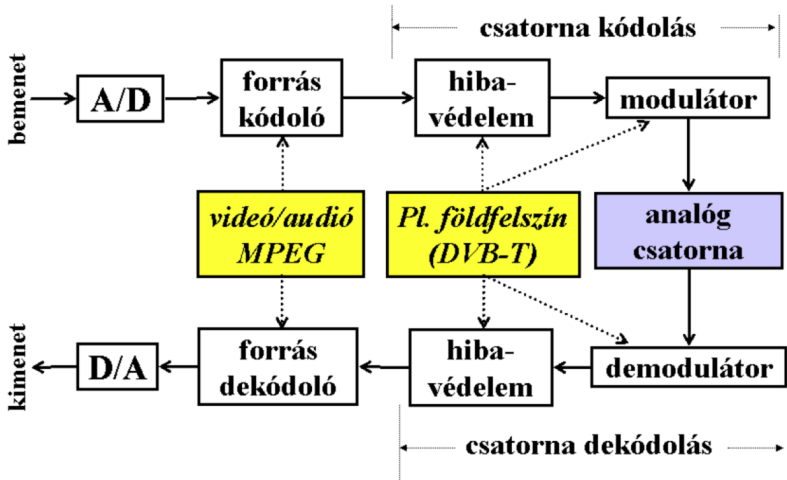 csatorna kódolás
bemenet
A/D
forrás
kódoló
hiba-
védelem
modulátor
videó/audió
MPEG
Pl. földfelszín
(DVB-T)
analóg
csatorna
kimenet
D/A
forrás
dekódoló
hiba-
védelem
demodulátor
csatorna dekódolás